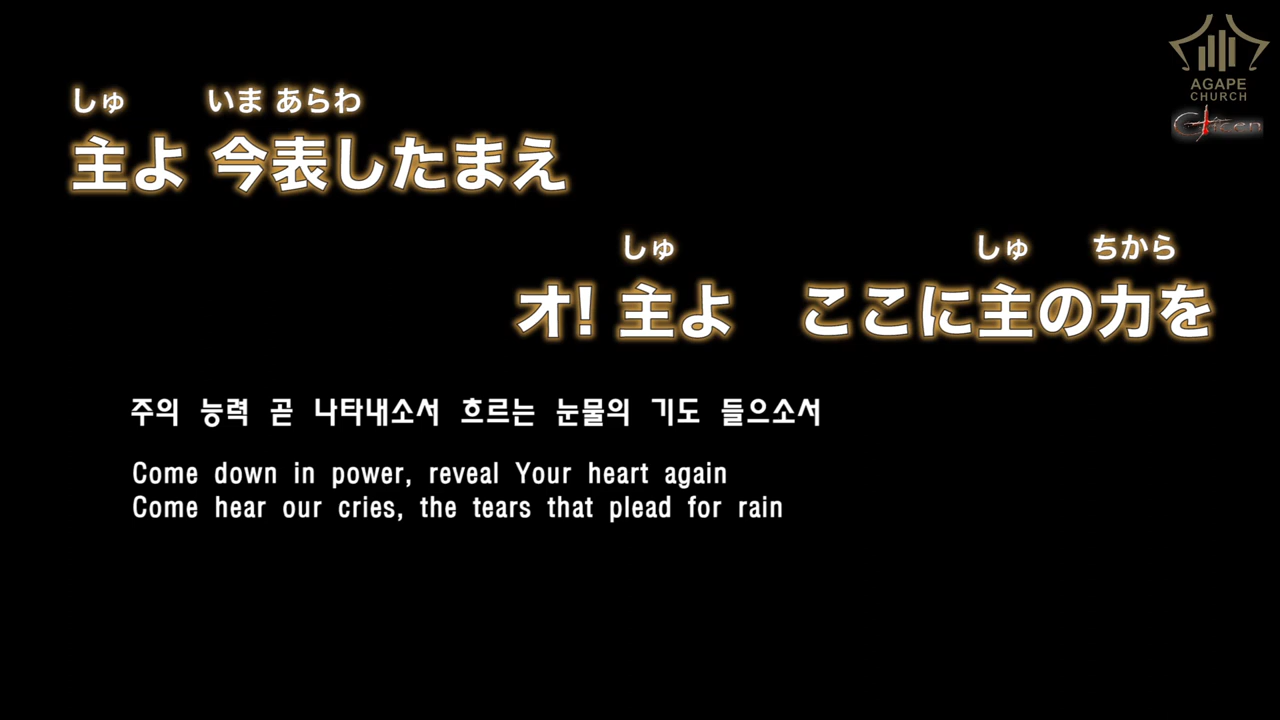 AGAPE
CHURCH
しゅ いま あらわ
主よ 今表したまえ
しゅ しゅ ちから
オ! 主よ ここに主の力を
주의 능력 곧 나타내소서 흐르는 눈물의 기도 들으소서
Come down in power, reveal Your heart again
Come hear our cries, the tears that plead for rain